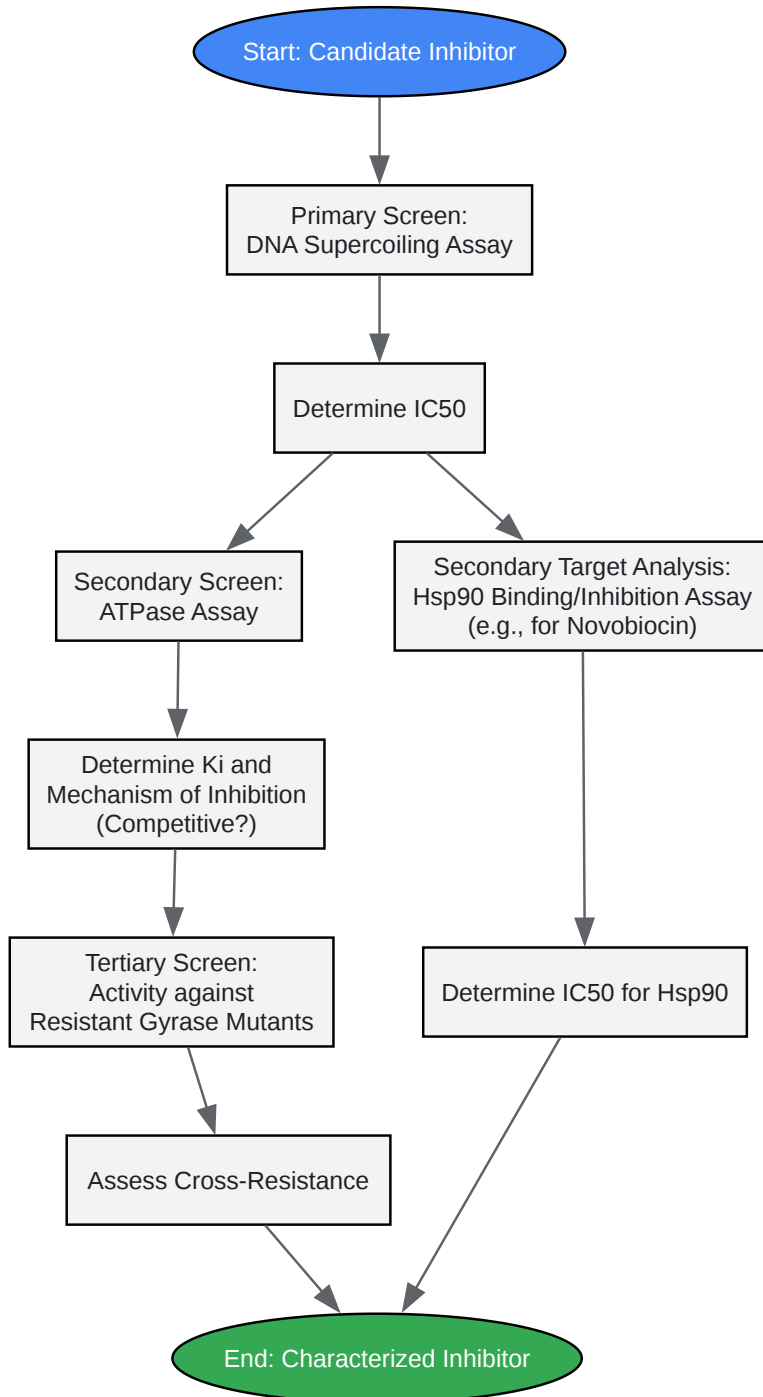 Start: Candidate Inhibitor
Primary Screen:
DNA Supercoiling Assay
Determine IC50
Secondary Screen:
ATPase Assay
Secondary Target Analysis:
Hsp90 Binding/Inhibition Assay
(e.g., for Novobiocin)
Determine Ki and
Mechanism of Inhibition
(Competitive?)
Tertiary Screen:
Activity against
Resistant Gyrase Mutants
Determine IC50 for Hsp90
Assess Cross-Resistance
End: Characterized Inhibitor